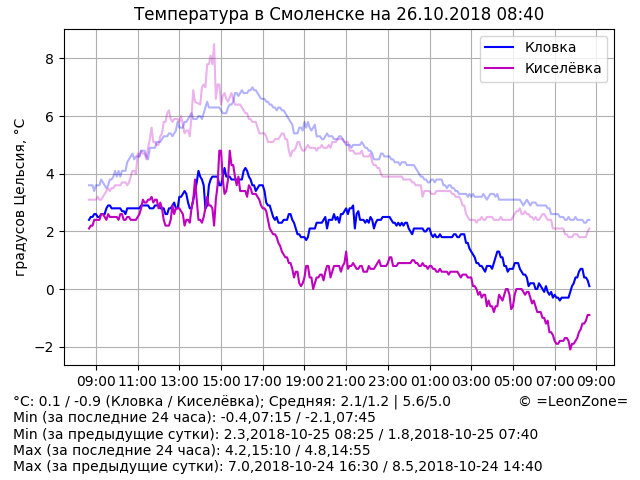 Температура в Смоленске на 26.10.2018 08:40
Кловка
Киселёвка
градусов Цельсия, °C
8
6
4
2
0
−2
09:00 11:00 13:00 15:00 17:00 19:00 21:00 23:00 01:00 03:00 05:00 07:00 09:00
°C: 0.1 / -0.9 (Кловка / Киселёвка); Средняя: 2.1/1.2 | 5.6/5.0 © =LeonZone=
Min (за последние 24 часа): -0.4,07:15 / -2.1,07:45
Min (за предыдущие сутки): 2.3,2018-10-25 08:25 / 1.8,2018-10-25 07:40
Max (за последние 24 часа): 4.2,15:10 / 4.8,14:55
Max (за предыдущие сутки): 7.0,2018-10-24 16:30 / 8.5,2018-10-24 14:40